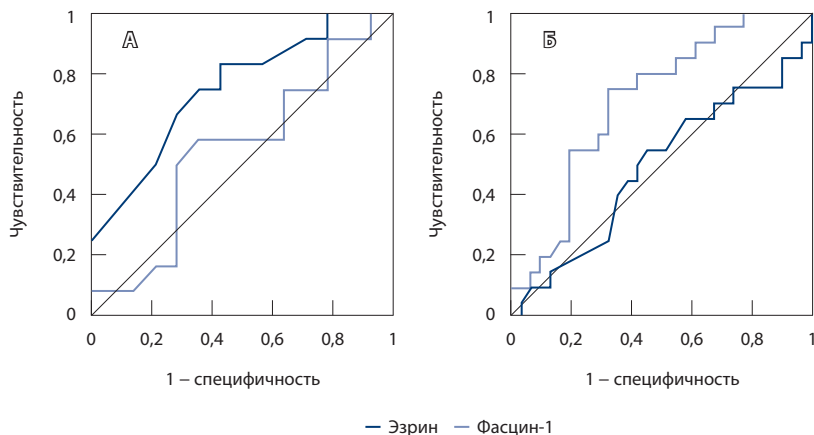 А
Чувствительность
1
0,8
0,6
0,4
0,2
0
0 0,2 0,4 0,6 0,8 1
1 – специфичность
Б
Чувствительность
1
0,8
0,6
0,4
0,2
0
0 0,2 0,4 0,6 0,8 1
1 – специфичность
Эзрин Фасцин-1